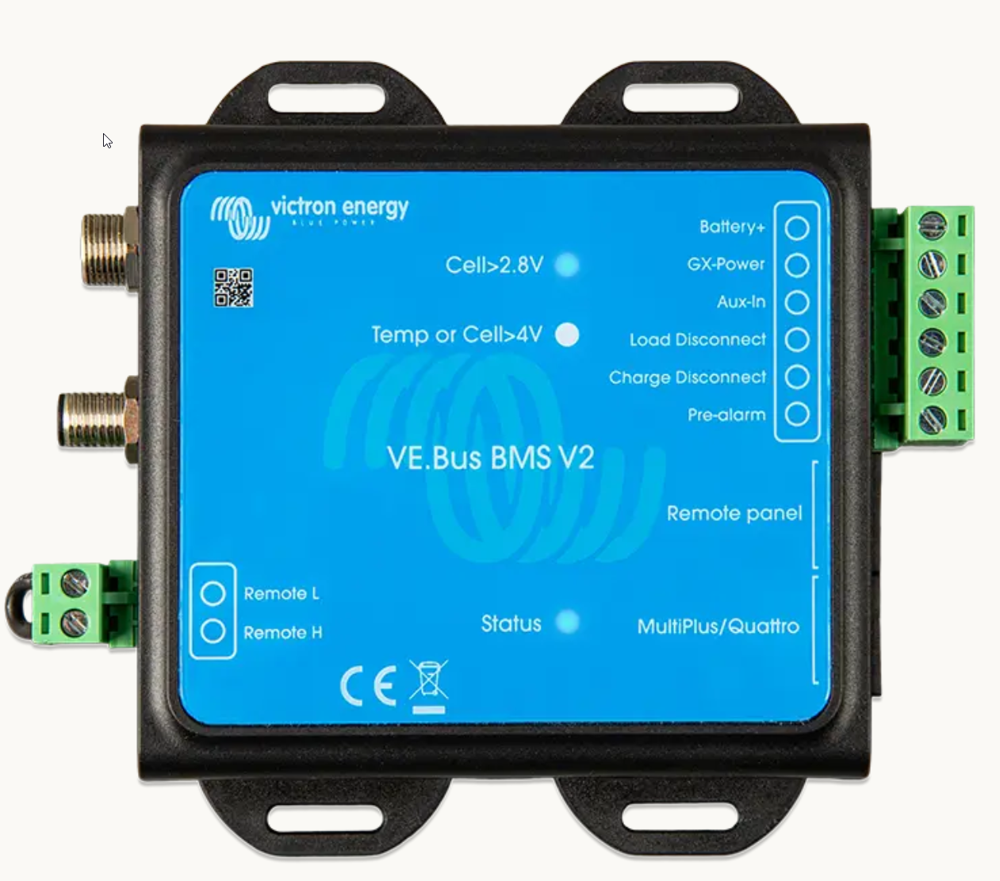 victron energy
BLUE POWER
Battery+
Cell>2.8V
GX-Power
Aux-In
Temp or Cell>4V
Load Disconnect
Charge Disconnect
Pre-alarm
VE.Bus BMS V2
Remote panel
Remote L
Status
MultiPlus/Quattro
Remote H
CE